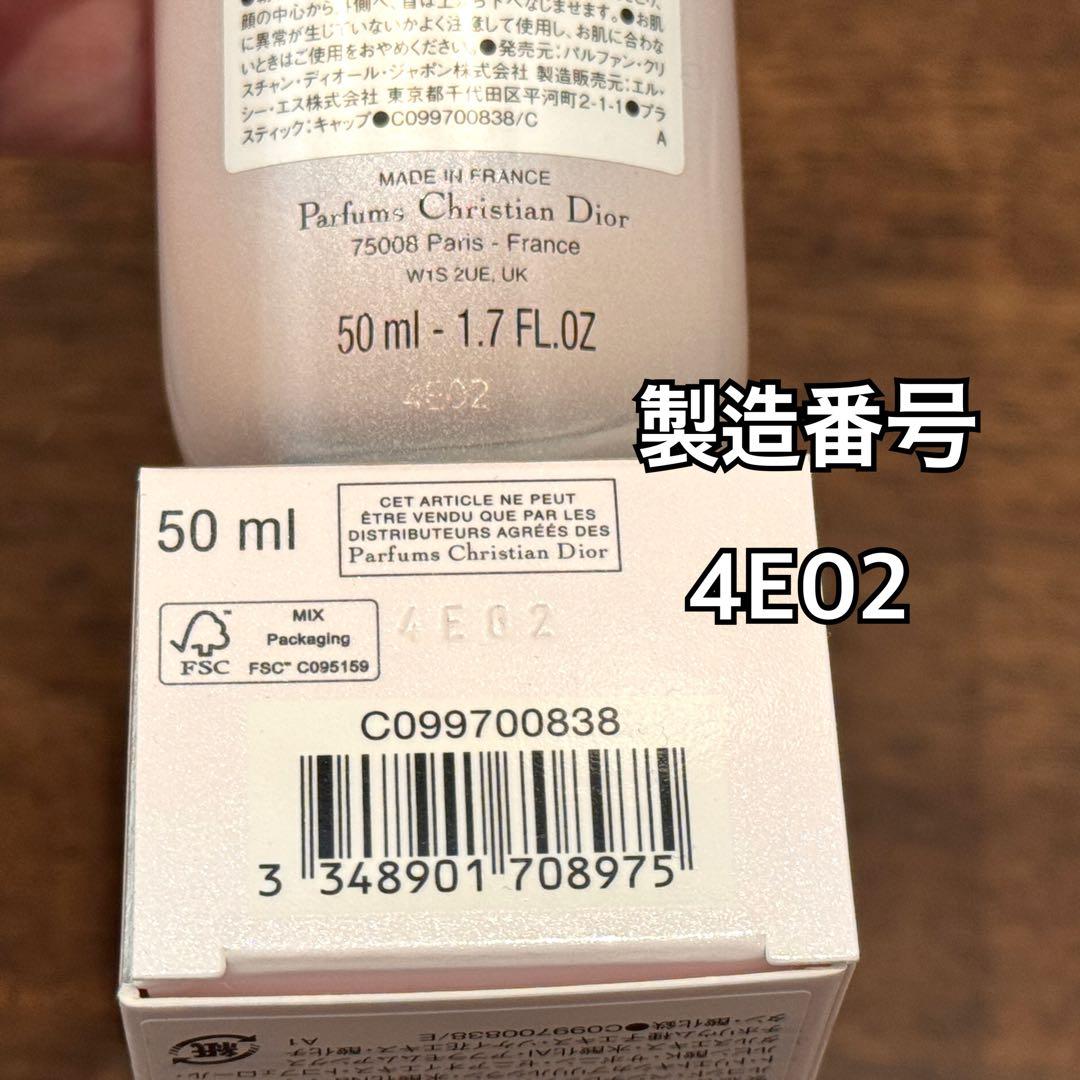 顔の中心から外側へ、首は上から下へなじませます。●お肌
に異常が生じていないかよく注意して使用し、お肌に合わな
いときはご使用をおやめください。●発売元:パルファン・クリ
スチャン・ディオール・ジャポン株式会社 製造販売元:エル・
シー・エス株式会社 東京都千代田区平河町2-1-1●プラ
スティック:キャップ●C099700838/C
A
MADE IN FRANCE
Parfums Christian Dior
75008 Paris - France
W1S 2UE, UK
50 ml - 1.7 FL.OZ
4E02
製造番号
4E02
50 ml
CET ARTICLE NE PEUT
ÊTRE VENDU QUE PAR LES
DISTRIBUTEURS AGRÉÉS DES
Parfums Christian Dior
FSC™
MIX
Packaging
FSC™ C095159
4E02
C099700838
3 348901 708975
紙
A1
タン・酸化鉄●C099700838/E